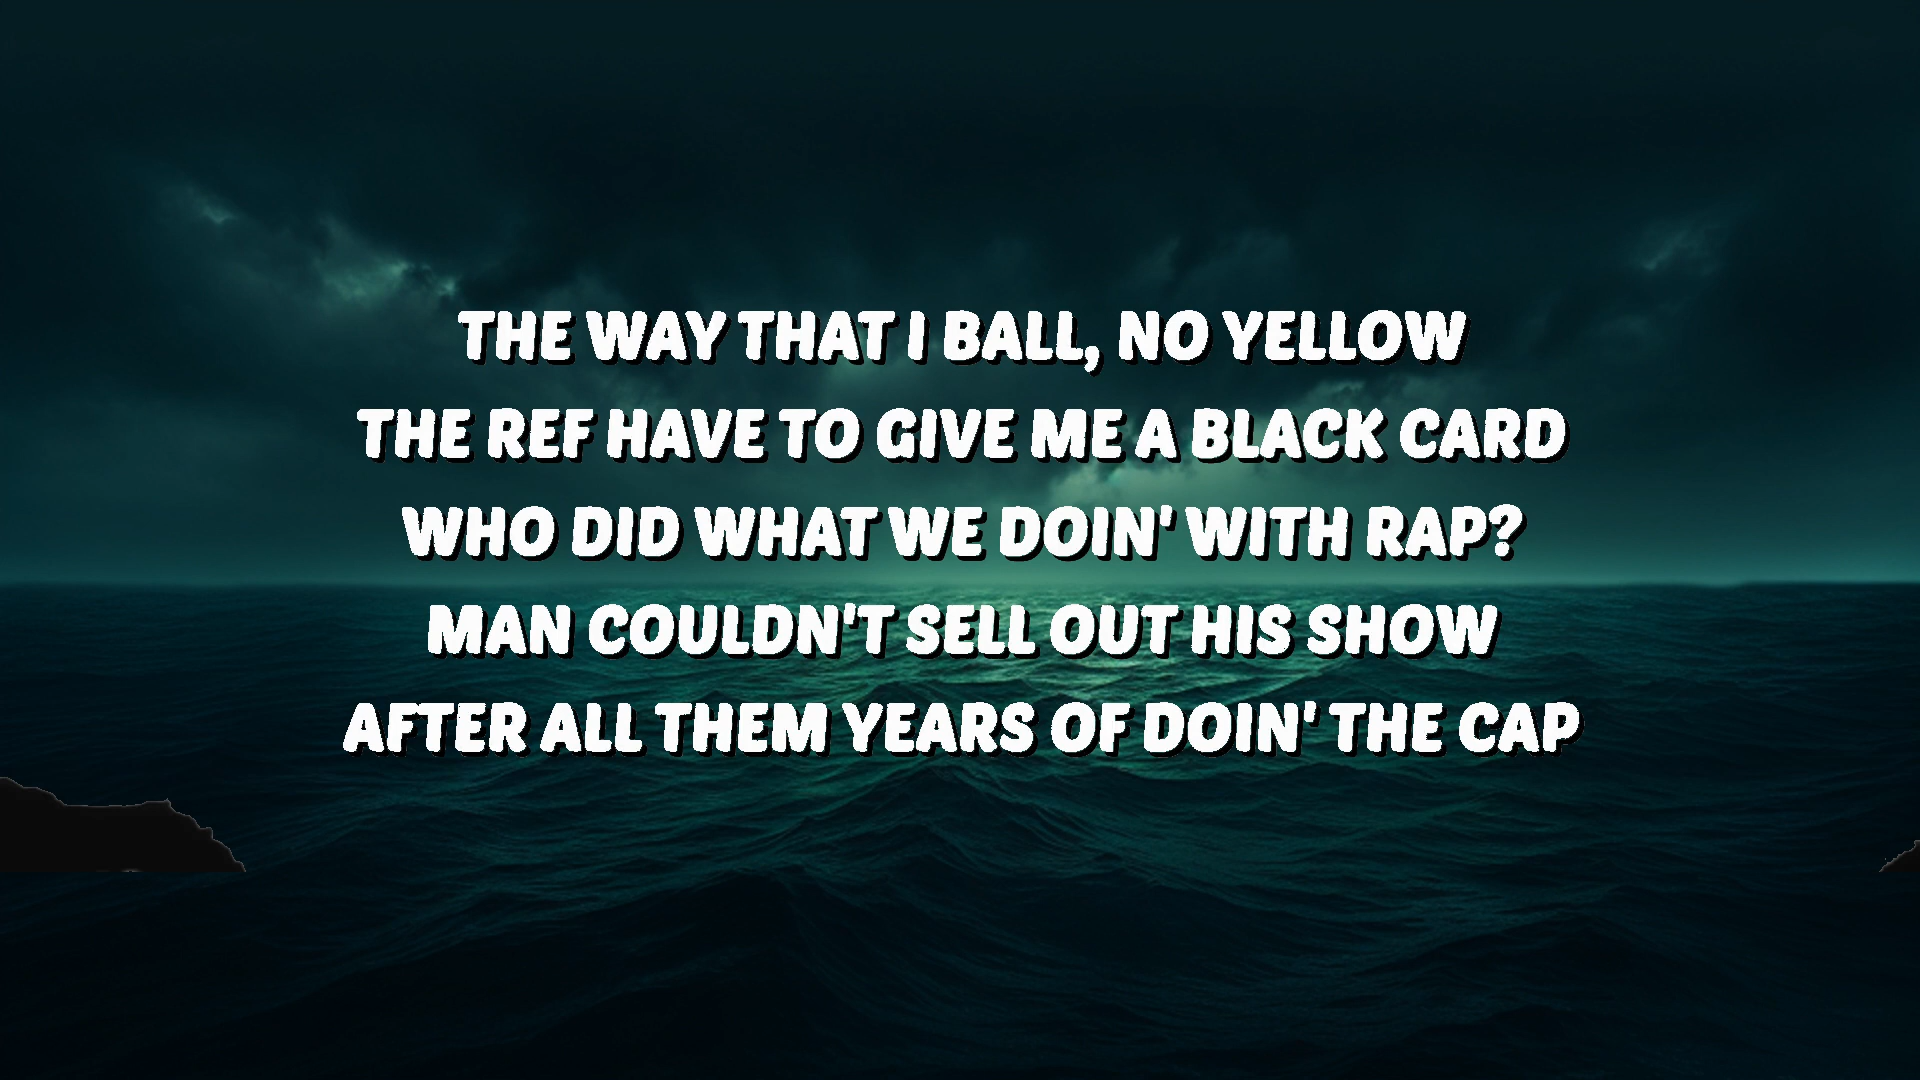 THE WAY THAT I BALL, NO YELLOW
THE REF HAVE TO GIVE ME A BLACK CARD
WHO DID WHAT WE DOIN' WITH RAP?
MAN COULDN'T SELL OUT HIS SHOW
AFTER ALL THEM YEARS OF DOIN' THE CAP